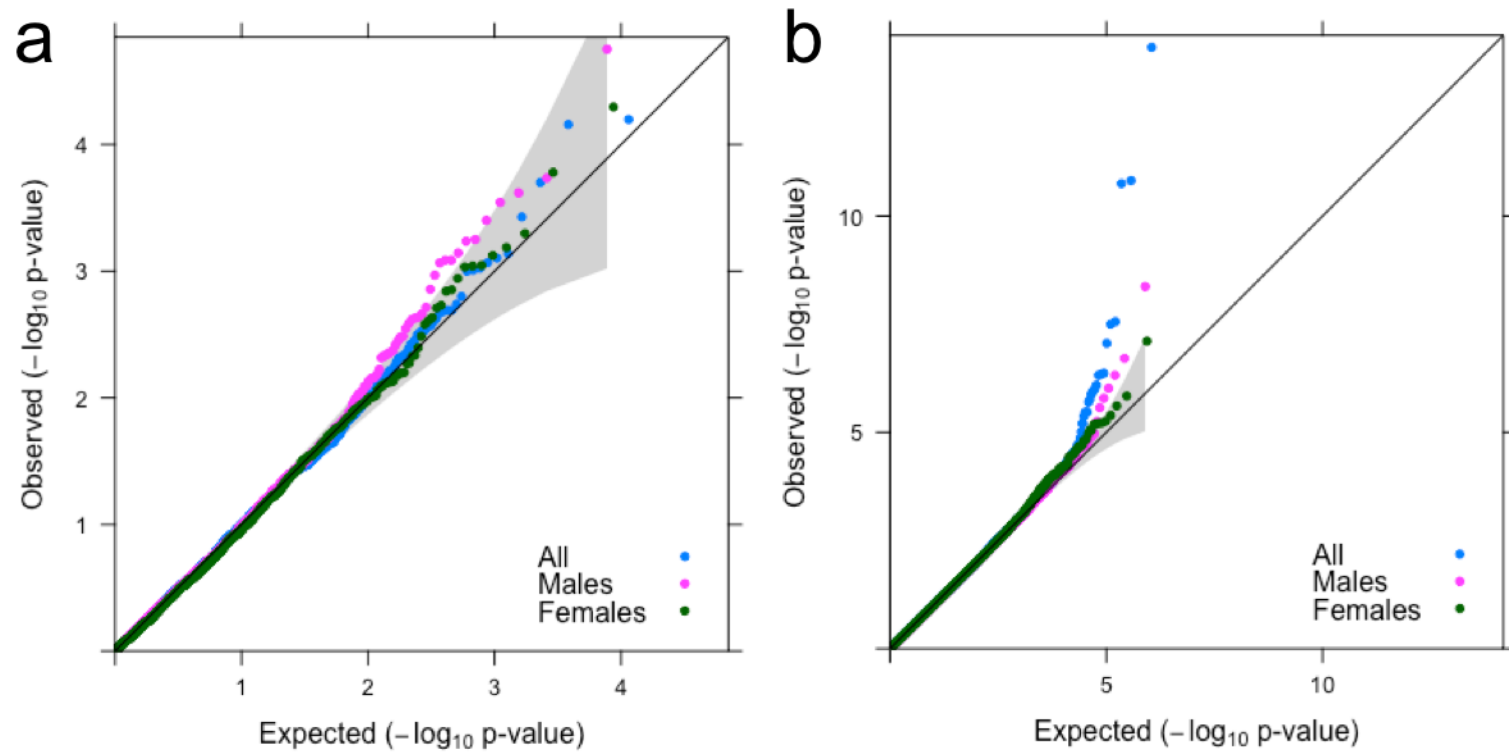 a
Observed (−log10 p-value)
4
3
2
1
All
Males
Females
1 2 3 4
Expected (−log10 p-value)
b
Observed (−log10 p-value)
10
5
All
Males
Females
5 10
Expected (−log10 p-value)